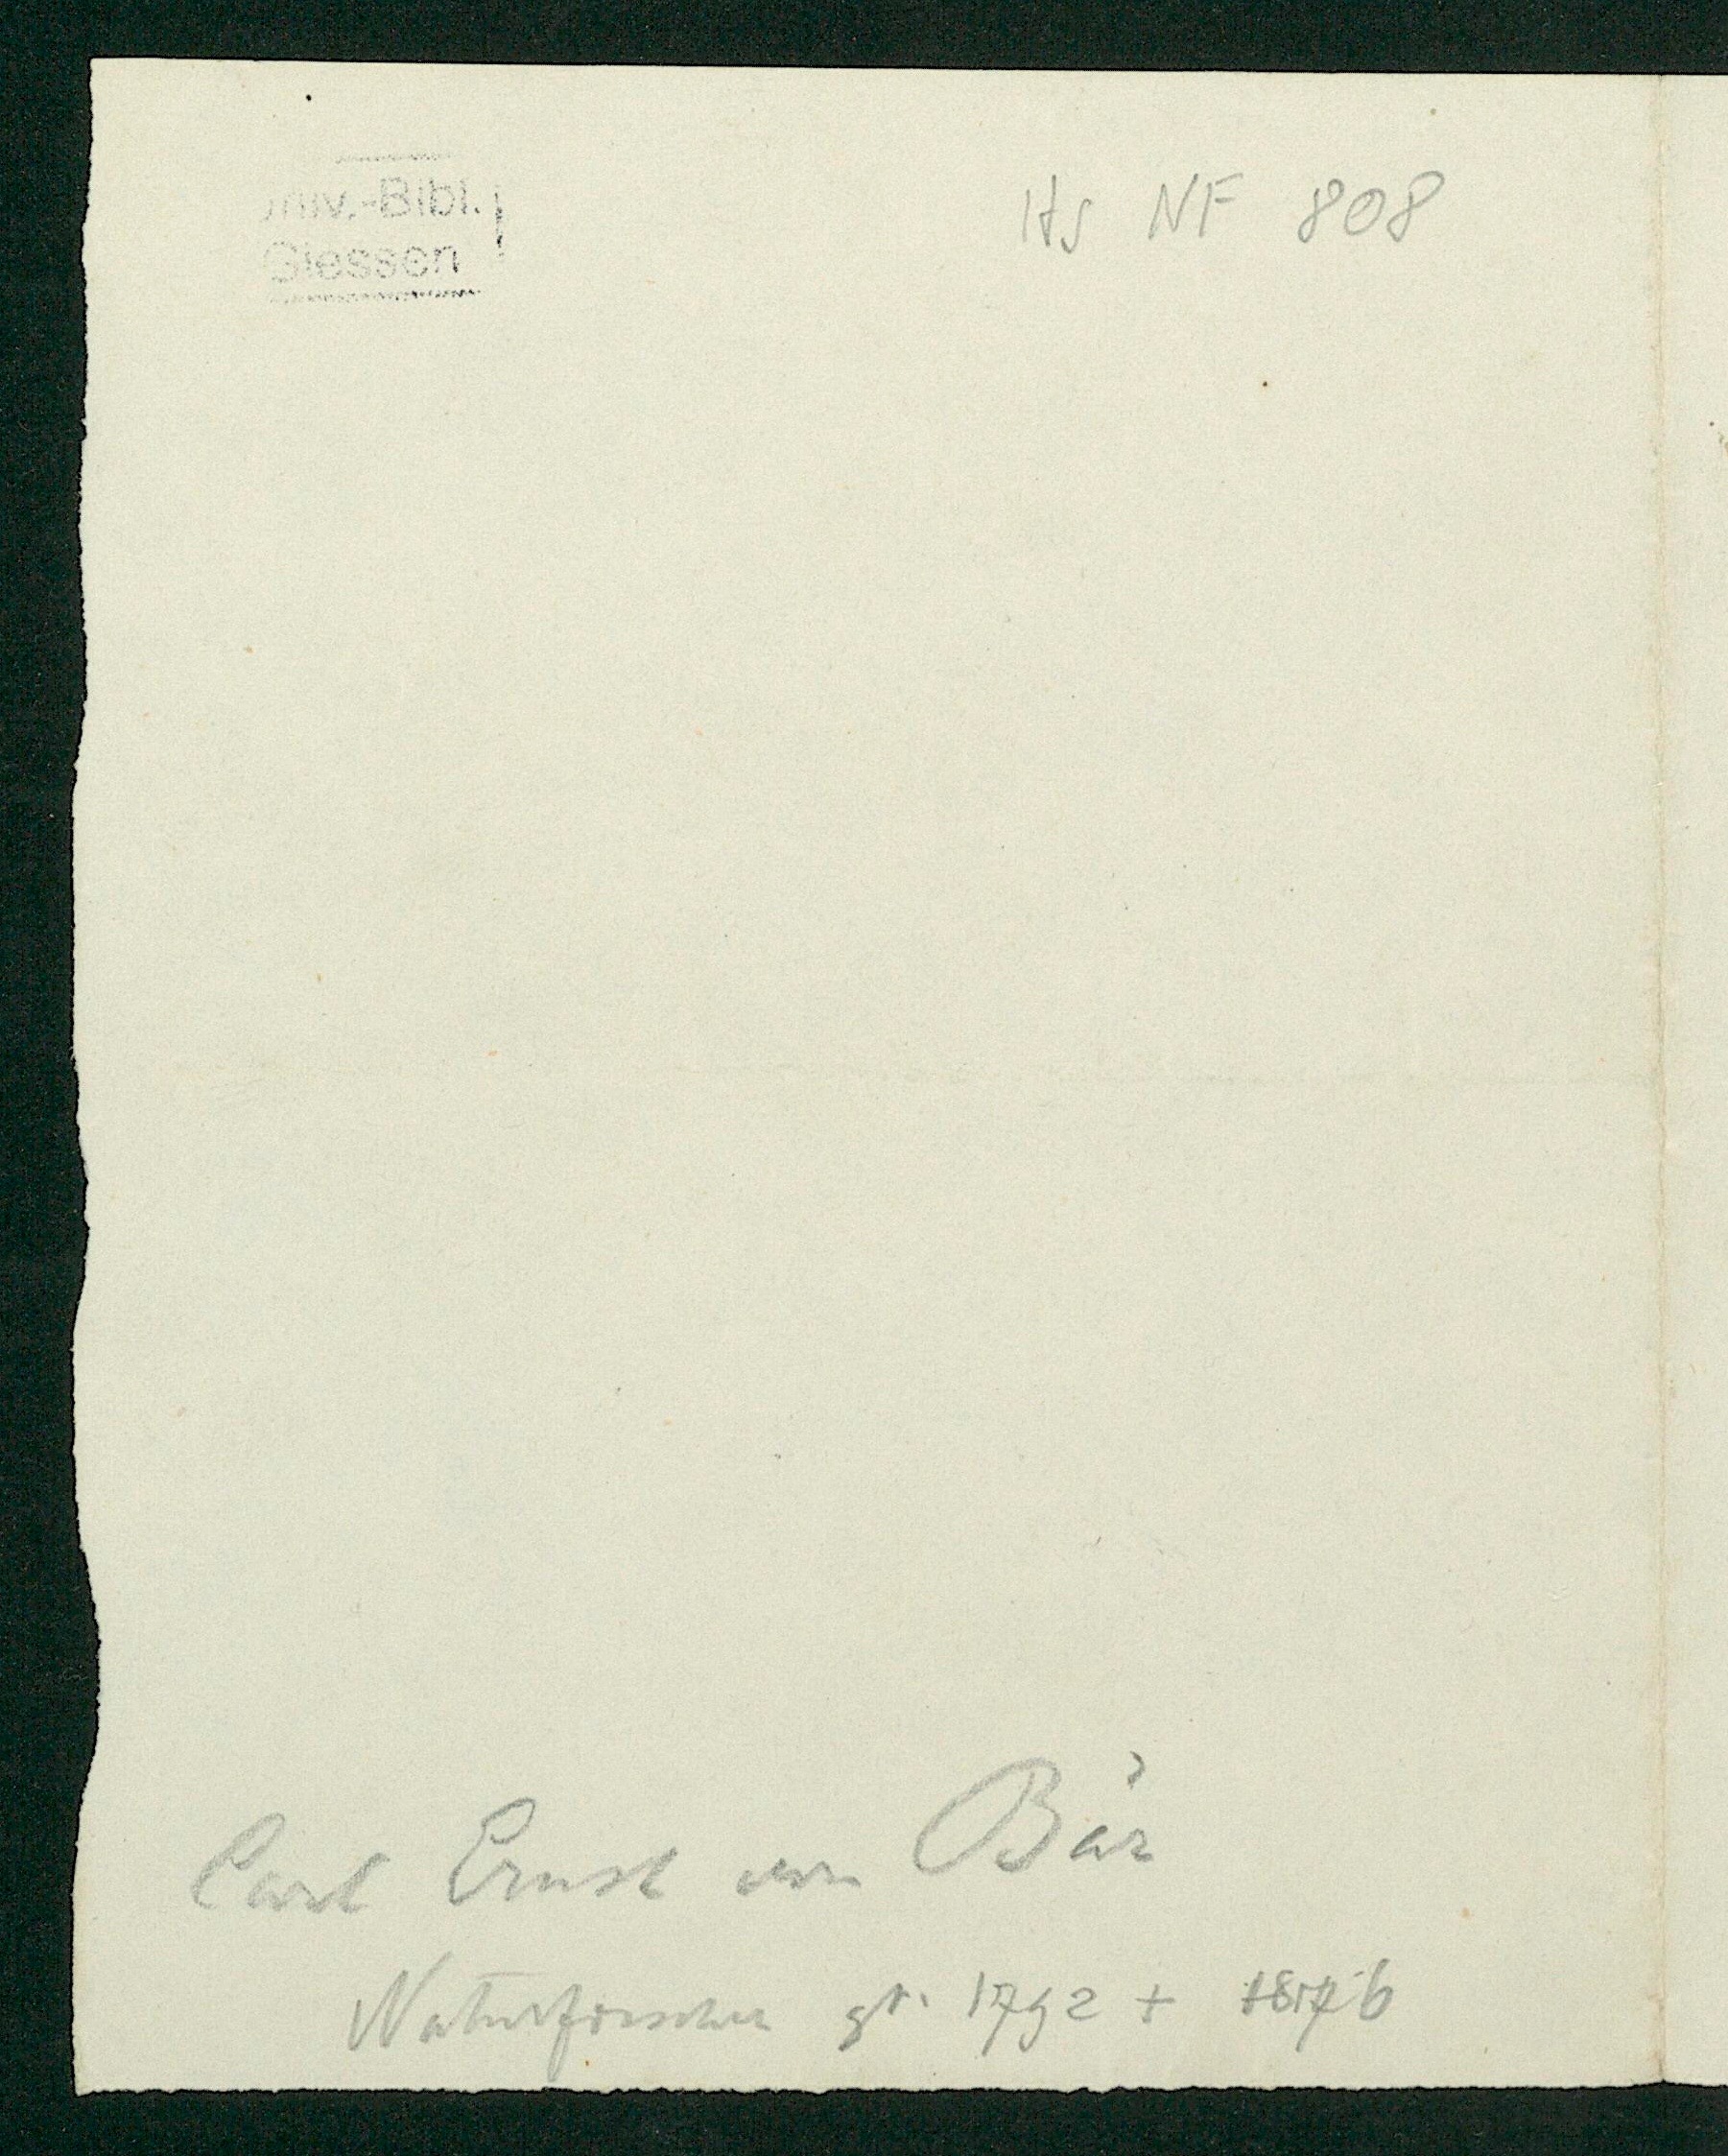 Univ.-Bibl.
Giessen
Hs NF 808
Carl Ernst von Bär
Naturforscher gb. 1792 + 1876